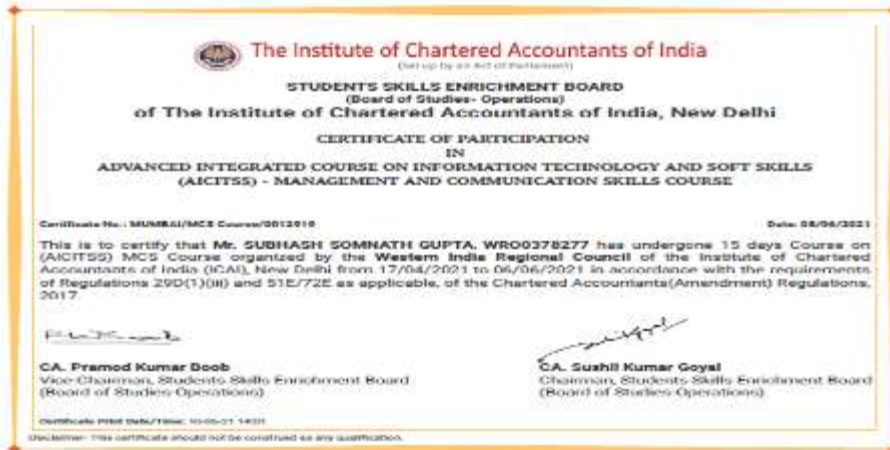 The Institute of Chartered Accountants of India
(Set up by an Act of Parliament)
STUDENTS SKILLS ENRICHMENT BOARD
(Board of Studies- Operations)
of The Institute of Chartered Accountants of India, New Delhi
CERTIFICATE OF PARTICIPATION
IN
ADVANCED INTEGRATED COURSE ON INFORMATION TECHNOLOGY AND SOFT SKILLS
(AICITSS) - MANAGEMENT AND COMMUNICATION SKILLS COURSE
Certificate No.: MUMBAI/MCS Course/0012919 Date: 08/06/2021
This is to certify that Mr. SUBHASH SOMNATH GUPTA, WRO0378277 has undergone 15 days Course on
(AICITSS) MCS Course organized by the Western India Regional Council of the Institute of Chartered
Accountants of India (ICAI), New Delhi from 17/04/2021 to 06/06/2021 in accordance with the requirements
of Regulations 29D(1)(iii) and 51E/72E as applicable, of the Chartered Accountants(Amendment) Regulations,
2017.
CA. Pramod Kumar Boob CA. Sushil Kumar Goyal
Vice-Chairman, Students Skills Enrichment Board Chairman, Students Skills Enrichment Board
(Board of Studies-Operations) (Board of Studies-Operations)
Certificate Print Date/Time:
Disclaimer: This certificate should not be construed as any qualification.